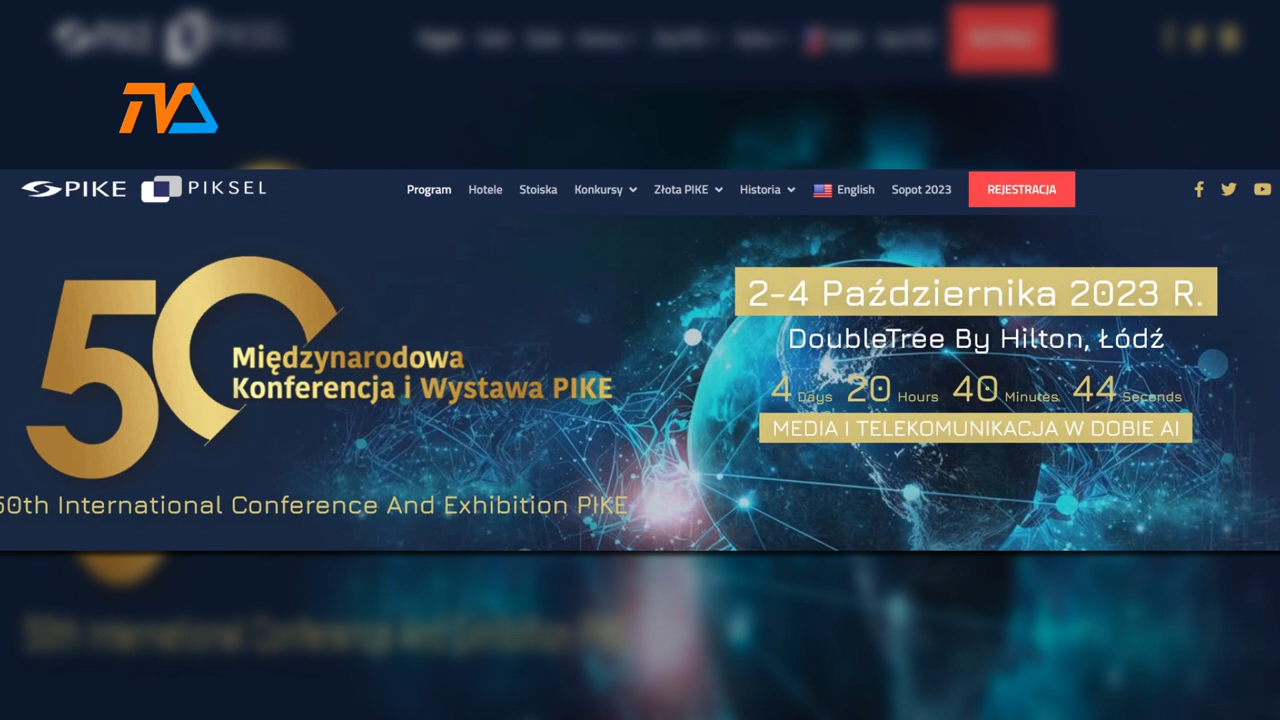 TVA
PIKE PIKSEL Program Hotele Stoiska Konkursy Złota PIKE Historia English Sopot 2023 REJESTRACJA
50
Międzynarodowa
Konferencja i Wystawa PIKE
50th International Conference And Exhibition PIKE
2-4 Października 2023 R.
DoubleTree By Hilton, Łódź
4 Days 20 Hours 40 Minutes 44 Seconds
MEDIA I TELEKOMUNIKACJA W DOBIE AI